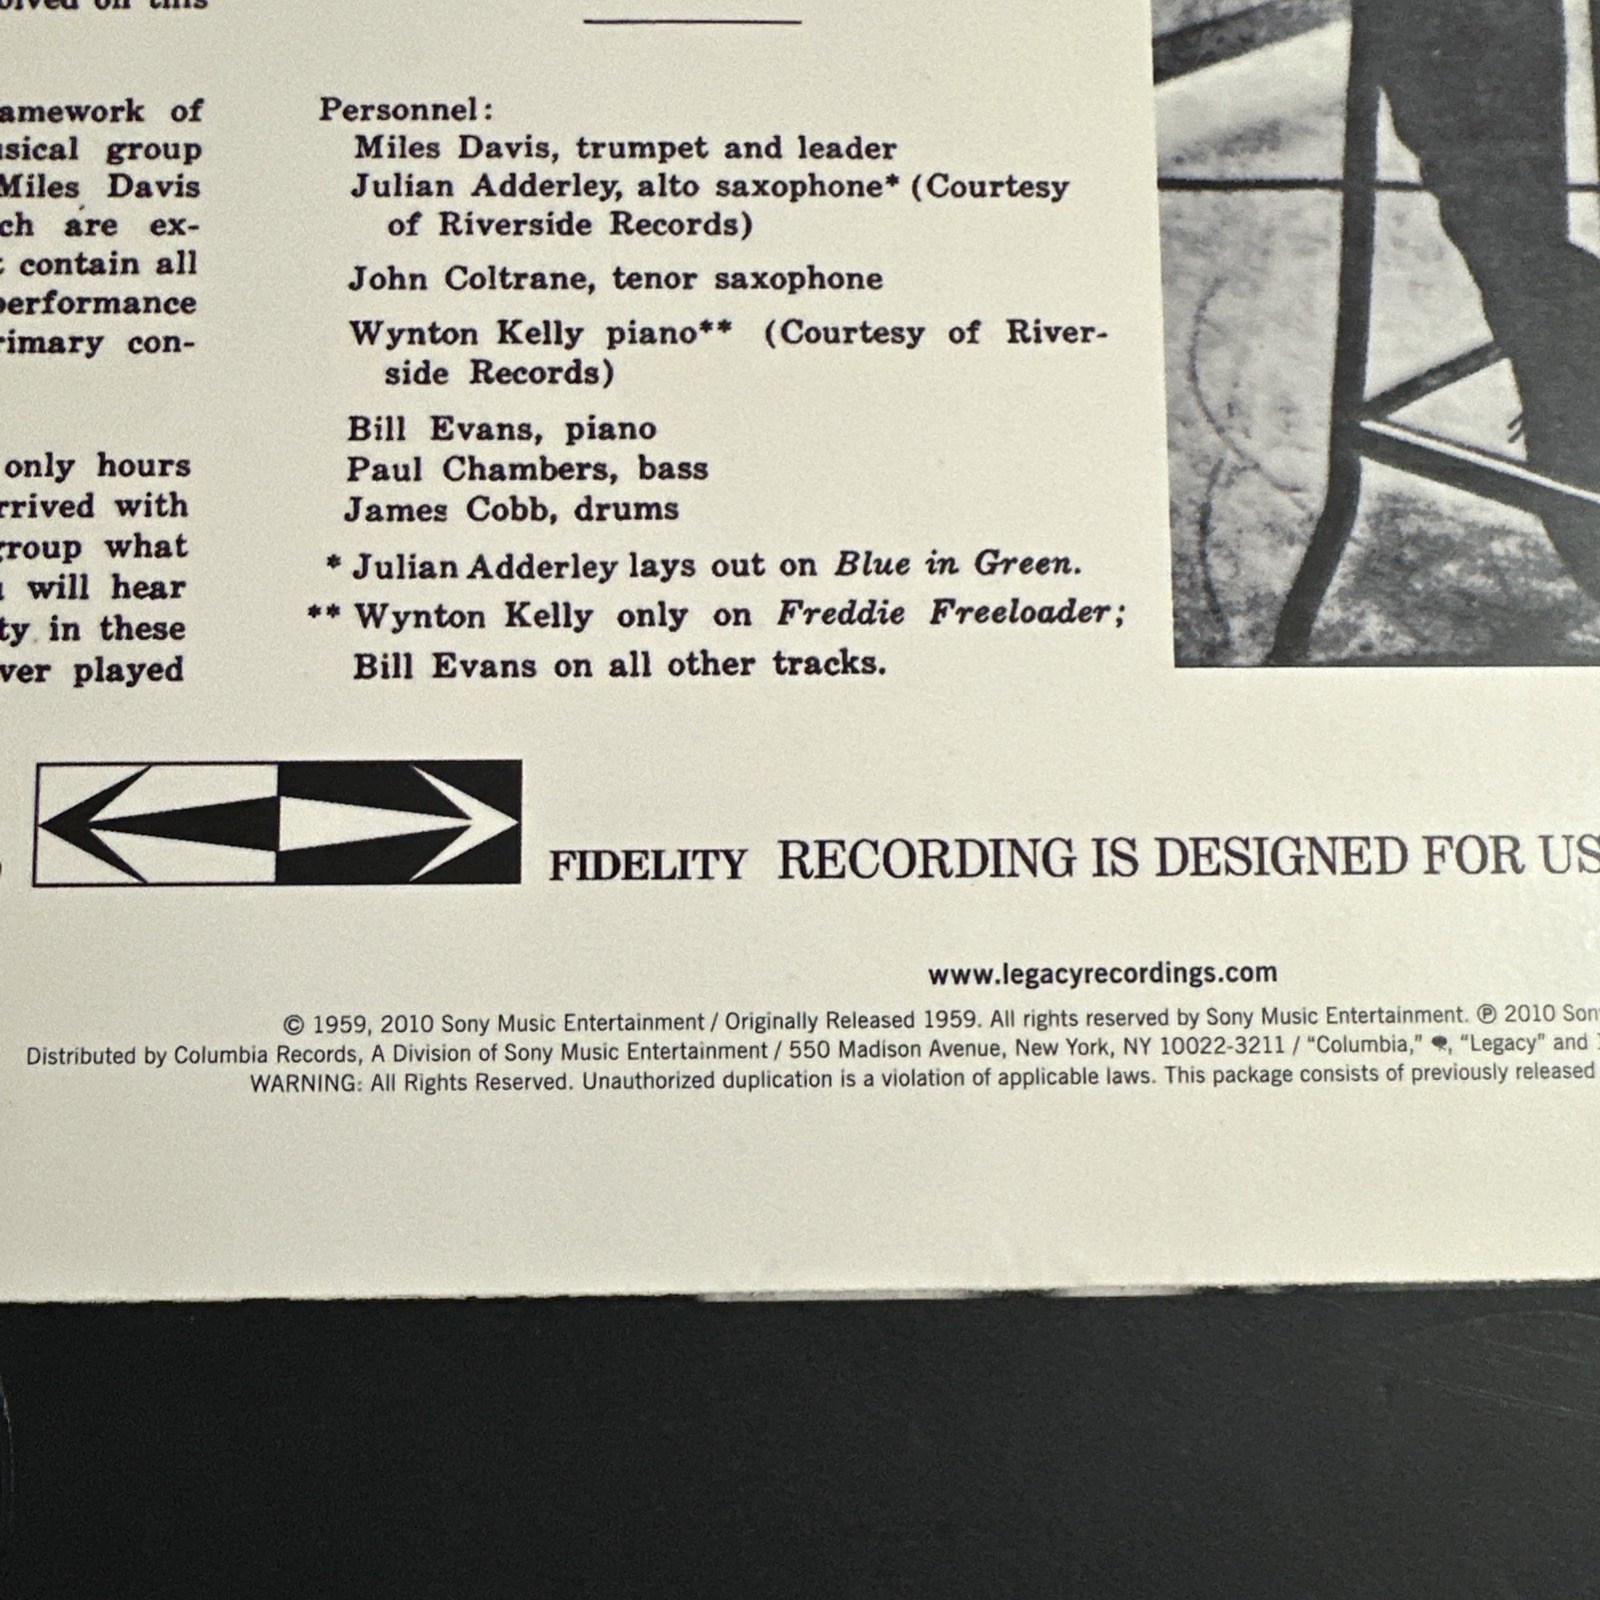 on this
of
group
Miles Davis
are ex-
contain all
performance
con-
only hours
with
group what
will hear
in these
played
Personnel:
Miles Davis, trumpet and leader
Julian Adderley, alto saxophone* (Courtesy
of Riverside Records)
John Coltrane, tenor saxophone
Wynton Kelly piano** (Courtesy of River-
side Records)
Bill Evans, piano
Paul Chambers, bass
James Cobb, drums
* Julian Adderley lays out on Blue in Green.
** Wynton Kelly only on Freddie Freeloader;
Bill Evans on all other tracks.
FIDELITY RECORDING IS DESIGNED FOR US
www.legacyrecordings.com
© 1959, 2010 Sony Music Entertainment / Originally Released 1959. All rights reserved by Sony Music Entertainment. ℗ 2010 Son
Distributed by Columbia Records, A Division of Sony Music Entertainment / 550 Madison Avenue, New York, NY 10022-3211 / “Columbia,” , “Legacy” and
WARNING: All Rights Reserved. Unauthorized duplication is a violation of applicable laws. This package consists of previously released